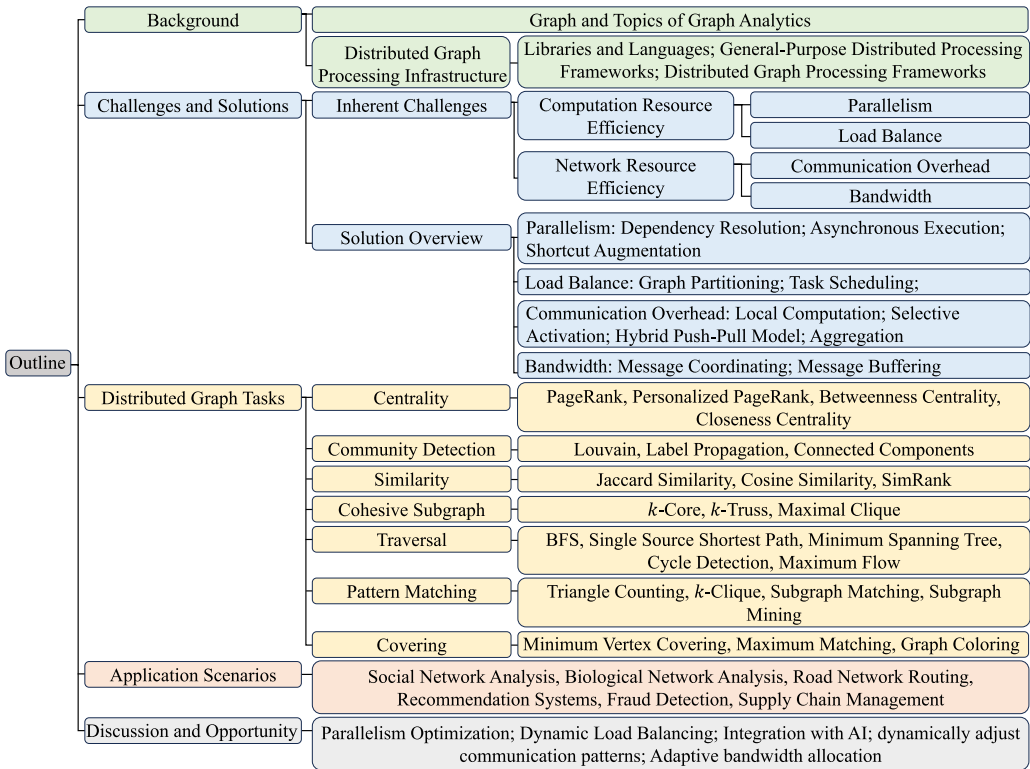 Background
Graph and Topics of Graph Analytics
Distributed Graph
Processing Infrastructure
Libraries and Languages; General-Purpose Distributed Processing
Frameworks; Distributed Graph Processing Frameworks
Challenges and Solutions
Inherent Challenges
Computation Resource
Efficiency
Parallelism
Load Balance
Network Resource
Efficiency
Communication Overhead
Bandwidth
Solution Overview
Parallelism: Dependency Resolution; Asynchronous Execution;
Shortcut Augmentation
Load Balance: Graph Partitioning; Task Scheduling;
Communication Overhead: Local Computation; Selective
Activation; Hybrid Push-Pull Model; Aggregation
Bandwidth: Message Coordinating; Message Buffering
Outline
Distributed Graph Tasks
Centrality
PageRank, Personalized PageRank, Betweenness Centrality,
Closeness Centrality
Community Detection
Louvain, Label Propagation, Connected Components
Similarity
Jaccard Similarity, Cosine Similarity, SimRank
Cohesive Subgraph
k-Core, k-Truss, Maximal Clique
Traversal
BFS, Single Source Shortest Path, Minimum Spanning Tree,
Cycle Detection, Maximum Flow
Pattern Matching
Triangle Counting, k-Clique, Subgraph Matching, Subgraph
Mining
Covering
Minimum Vertex Covering, Maximum Matching, Graph Coloring
Application Scenarios
Social Network Analysis, Biological Network Analysis, Road Network Routing,
Recommendation Systems, Fraud Detection, Supply Chain Management
Discussion and Opportunity
Parallelism Optimization; Dynamic Load Balancing; Integration with AI; dynamically adjust
communication patterns; Adaptive bandwidth allocation